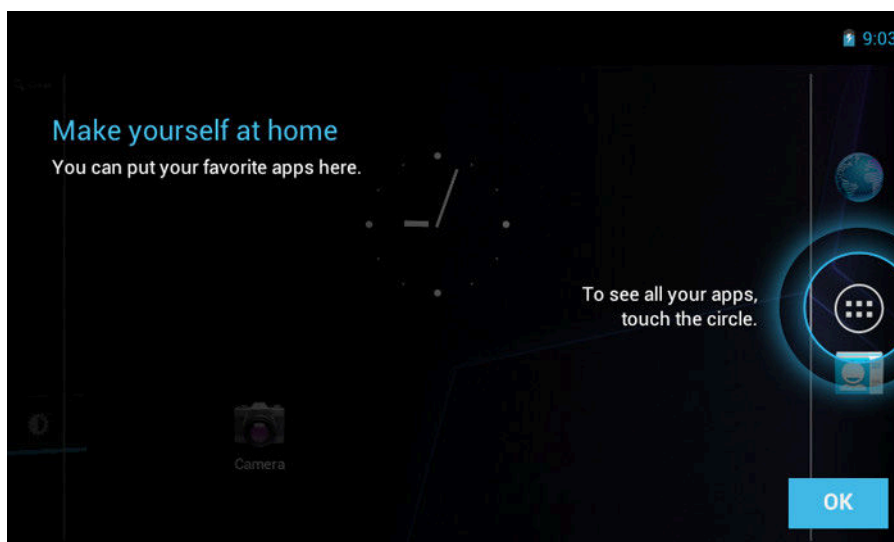 9:03
Make yourself at home
You can put your favorite apps here.
To see all your apps,
touch the circle.
Camera
OK